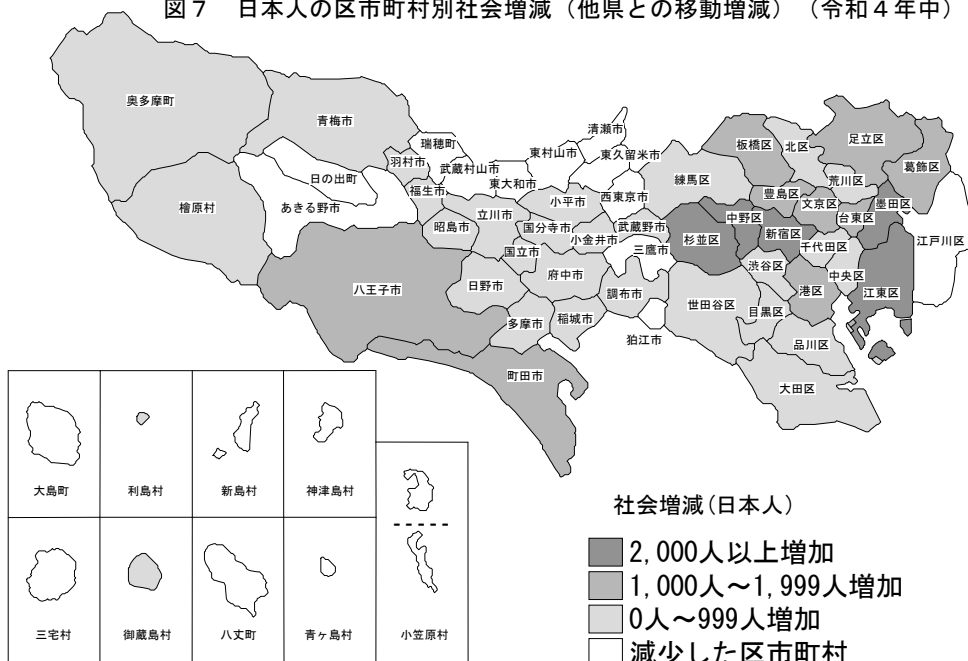 図７　日本人の区市町村別社会増減（他県との移動増減）（令和４年中）
奥多摩町
青梅市
瑞穂町
羽村市
日の出町
あきる野市
檜原村
福生市
武蔵村山市
東大和市
東村山市
清瀬市
東久留米市
西東京市
小平市
立川市
昭島市
国分寺市
小金井市
武蔵野市
国立市
三鷹市
八王子市
日野市
府中市
調布市
多摩市
稲城市
狛江市
町田市
練馬区
板橋区
北区
足立区
葛飾区
荒川区
豊島区
文京区
台東区
墨田区
杉並区
中野区
新宿区
千代田区
江戸川区
渋谷区
中央区
港区
江東区
世田谷区
目黒区
品川区
大田区
大島町
利島村
新島村
神津島村
三宅村
御蔵島村
八丈町
青ヶ島村
小笠原村
社会増減(日本人)
2,000人以上増加
1,000人～1,999人増加
0人～999人増加
減少した区市町村